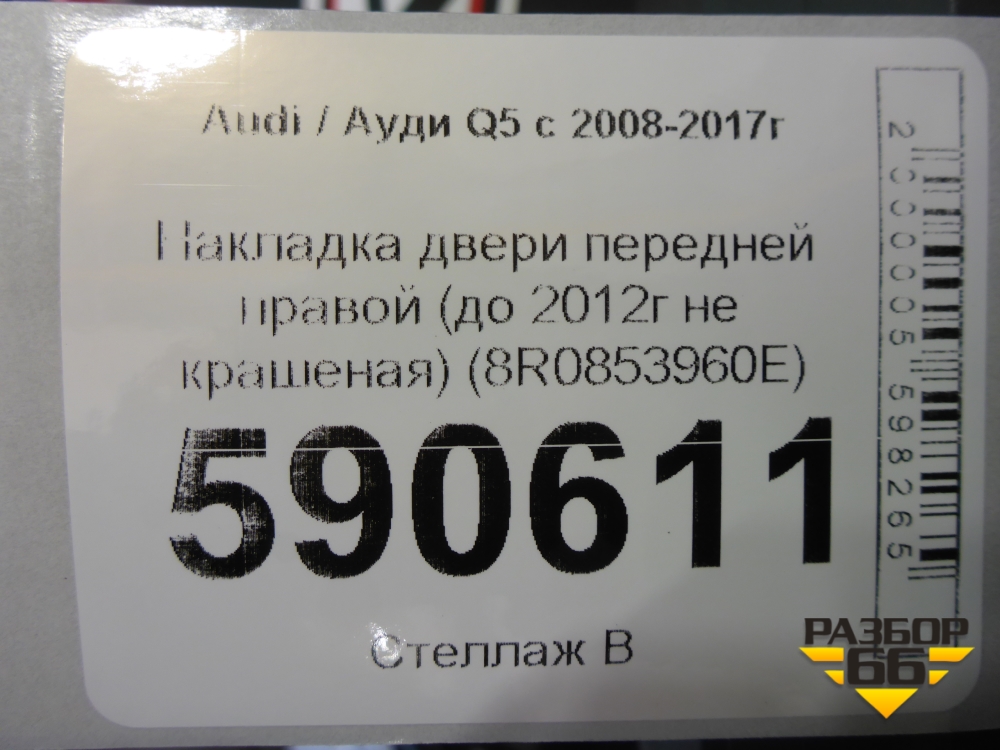 Audi / Ауди Q5 с 2008-2017г
Накладка двери передней
правой (до 2012г не
крашеная) (8R0853960E)
590611
Стеллаж В
2000005598265
РАЗБОР
66